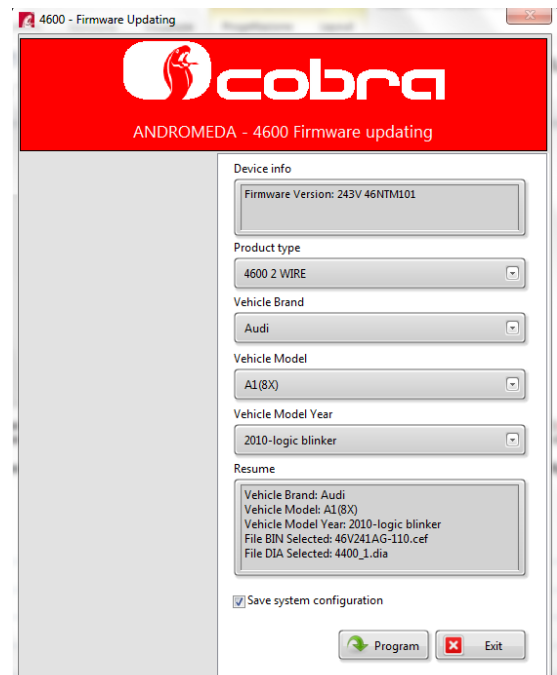 4600 - Firmware Updating
cobra
ANDROMEDA - 4600 Firmware updating
Device info
Firmware Version: 243V 46NTM101
Product type
4600 2 WIRE
Vehicle Brand
Audi
Vehicle Model
A1(8X)
Vehicle Model Year
2010-logic blinker
Resume
Vehicle Brand: Audi
Vehicle Model: A1(8X)
Vehicle Model Year: 2010-logic blinker
File BIN Selected: 46V241AG-110.cef
File DIA Selected: 4400_1.dia
Save system configuration
Program Exit